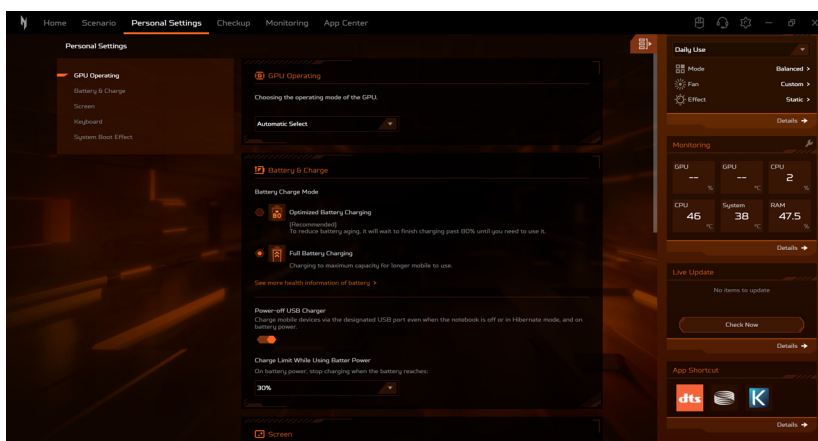 Home Scenario Personal Settings Checkup Monitoring App Center
Personal Settings
GPU Operating
Battery & Charge
Screen
Keyboard
System Boot Effect
GPU Operating
Choosing the operating mode of the GPU.
Automatic Select
Battery & Charge
Battery Charge Mode
80
Optimized Battery Charging
(Recommended)
To reduce battery aging, it will wait to finish charging past 80% until you need to use it.
Full Battery Charging
Charging to maximum capacity for longer mobile to use.
See more health information of battery >
Power-off USB Charger
Charge mobile devices via the designated USB port even when the notebook is off or in Hibernate mode, and on
battery power.
Charge Limit While Using Batter Power
On battery power, stop charging when the battery reaches:
30%
Screen
Daily Use
Mode Balanced >
Fan Custom >
Effect Static >
Details →
Monitoring
GPU GPU CPU
-- -- 2
% °C %
CPU System RAM
46 38 47.5
°C °C %
Details →
Live Update
No items to update
Check Now
Details →
App Shortcut
dts K
Details →